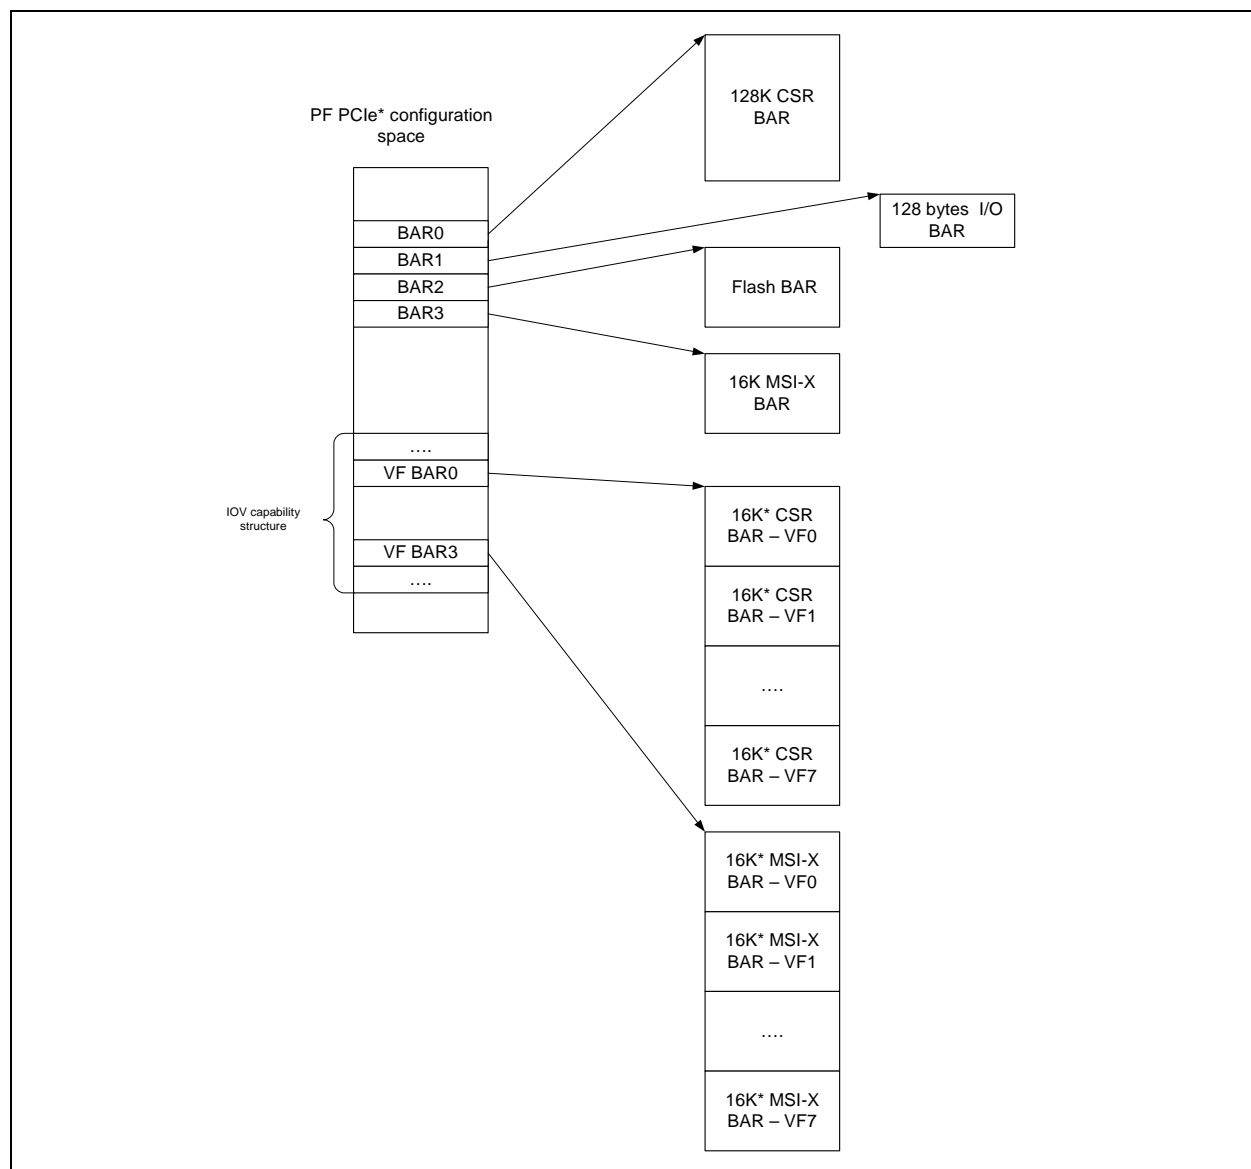 PF PCIe* configuration
space
BAR0
BAR1
BAR2
BAR3
....
VF BAR0
IOV capability
structure
VF BAR3
....
128K CSR
BAR
128 bytes I/O
BAR
Flash BAR
16K MSI-X
BAR
16K* CSR
BAR – VF0
16K* CSR
BAR – VF1
....
16K* CSR
BAR – VF7
16K* MSI-X
BAR – VF0
16K* MSI-X
BAR – VF1
....
16K* MSI-X
BAR – VF7